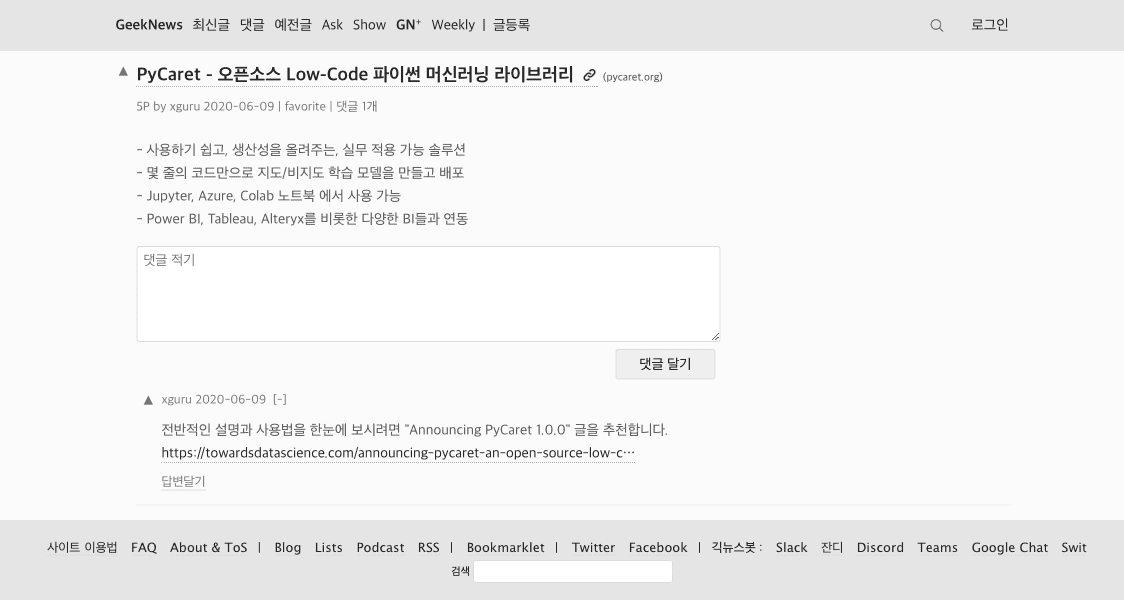 GeekNews 최신글 댓글 예전글 Ask Show GN⁺ Weekly | 글등록 로그인
▲ PyCaret - 오픈소스 Low-Code 파이썬 머신러닝 라이브러리 (pycaret.org)
5P by xguru 2020-06-09 | favorite | 댓글 1개
- 사용하기 쉽고, 생산성을 올려주는, 실무 적용 가능 솔루션
- 몇 줄의 코드만으로 지도/비지도 학습 모델을 만들고 배포
- Jupyter, Azure, Colab 노트북 에서 사용 가능
- Power BI, Tableau, Alteryx를 비롯한 다양한 BI들과 연동
댓글 적기
댓글 달기
▲ xguru 2020-06-09 [-]
전반적인 설명과 사용법을 한눈에 보시려면 "Announcing PyCaret 1.0.0" 글을 추천합니다.
https://towardsdatascience.com/announcing-pycaret-an-open-source-low-c…
답변달기
사이트 이용법 FAQ About & ToS | Blog Lists Podcast RSS | Bookmarklet | Twitter Facebook | 긱뉴스봇 : Slack 잔디 Discord Teams Google Chat Swit
검색